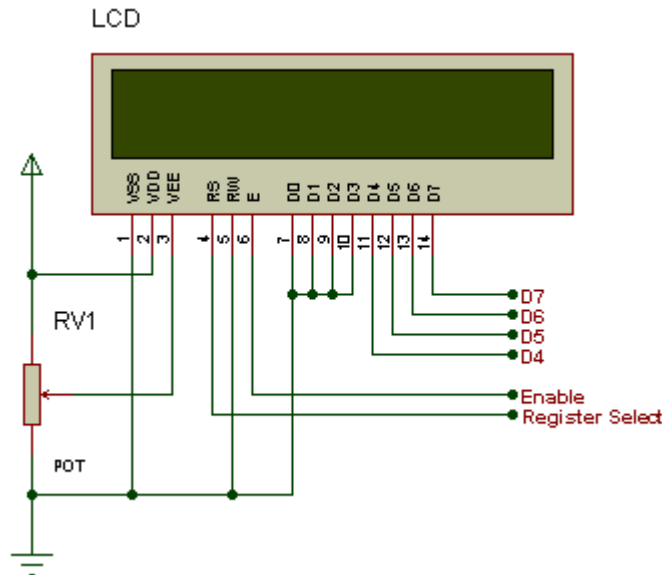 LCD
VSS VDD VEE RS RW E D0 D1 D2 D3 D4 D5 D6 D7
1 2 3 4 5 6 7 8 9 10 11 12 13 14
D7
D6
D5
D4
RV1
Enable
Register Select
POT